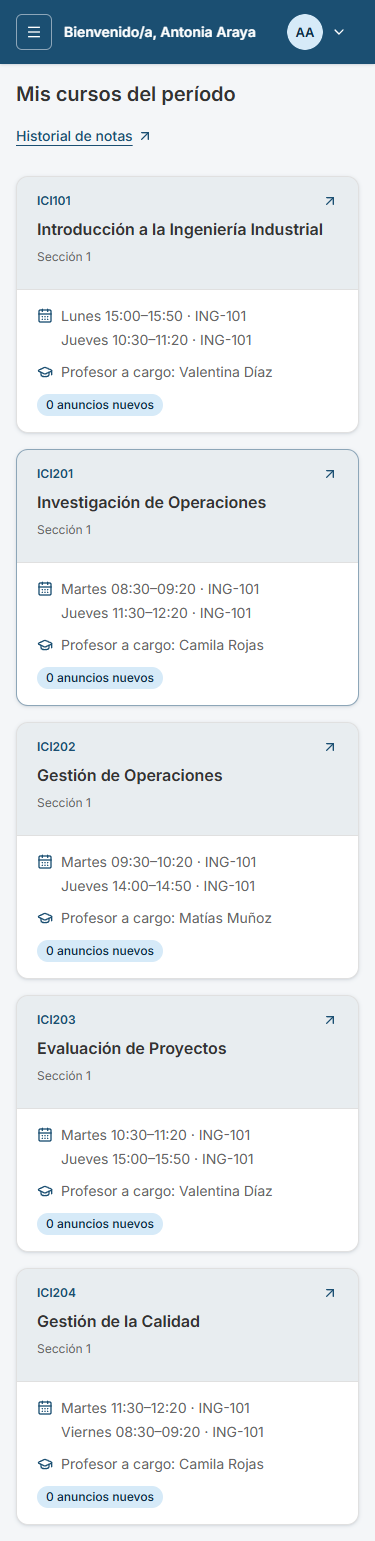 Bienvenido/a, Antonia Araya
AA
Mis cursos del período
Historial de notas
ICI101
Introducción a la Ingeniería Industrial
Sección 1
Lunes 15:00–15:50 · ING-101
Jueves 10:30–11:20 · ING-101
Profesor a cargo: Valentina Díaz
0 anuncios nuevos
ICI201
Investigación de Operaciones
Sección 1
Martes 08:30–09:20 · ING-101
Jueves 11:30–12:20 · ING-101
Profesor a cargo: Camila Rojas
0 anuncios nuevos
ICI202
Gestión de Operaciones
Sección 1
Martes 09:30–10:20 · ING-101
Jueves 14:00–14:50 · ING-101
Profesor a cargo: Matías Muñoz
0 anuncios nuevos
ICI203
Evaluación de Proyectos
Sección 1
Martes 10:30–11:20 · ING-101
Jueves 15:00–15:50 · ING-101
Profesor a cargo: Valentina Díaz
0 anuncios nuevos
ICI204
Gestión de la Calidad
Sección 1
Martes 11:30–12:20 · ING-101
Viernes 08:30–09:20 · ING-101
Profesor a cargo: Camila Rojas
0 anuncios nuevos